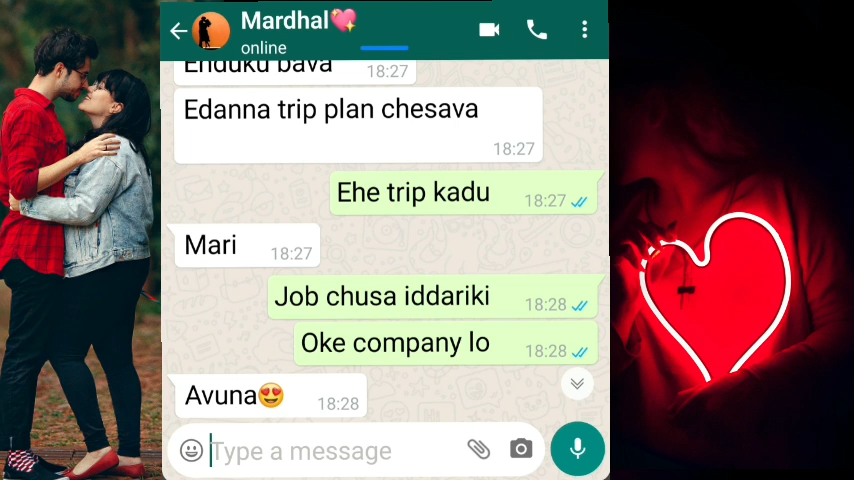 Mardhal💖
online
Enduku bava
18:27
Edanna trip plan chesava
18:27
Ehe trip kadu 18:27
Mari 18:27
Job chusa iddariki 18:28
Oke company lo 18:28
Avuna😍 18:28
Type a message